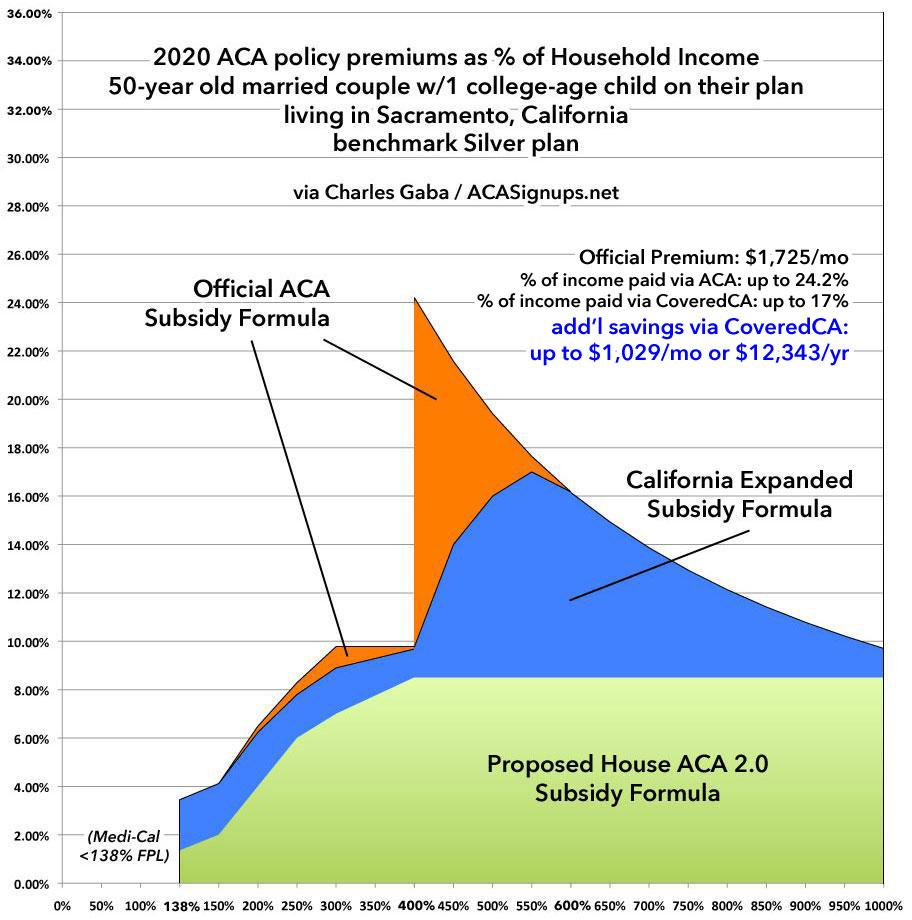 36.00%
34.00%
32.00%
30.00%
28.00%
26.00%
24.00%
22.00%
20.00%
18.00%
16.00%
14.00%
12.00%
10.00%
8.00%
6.00%
4.00%
2.00%
0.00%
2020 ACA policy premiums as % of Household Income
50-year old married couple w/1 college-age child on their plan
living in Sacramento, California
benchmark Silver plan
via Charles Gaba / ACASignups.net
Official Premium: $1,725/mo
% of income paid via ACA: up to 24.2%
% of income paid via CoveredCA: up to 17%
add'l savings via CoveredCA:
up to $1,029/mo or $12,343/yr
Official ACA
Subsidy Formula
California Expanded
Subsidy Formula
Proposed House ACA 2.0
Subsidy Formula
(Medi-Cal
<138% FPL)
0% 50% 100% 138% 150% 200% 250% 300% 350% 400% 450% 500% 550% 600% 650% 700% 750% 800% 850% 900% 950% 1000%